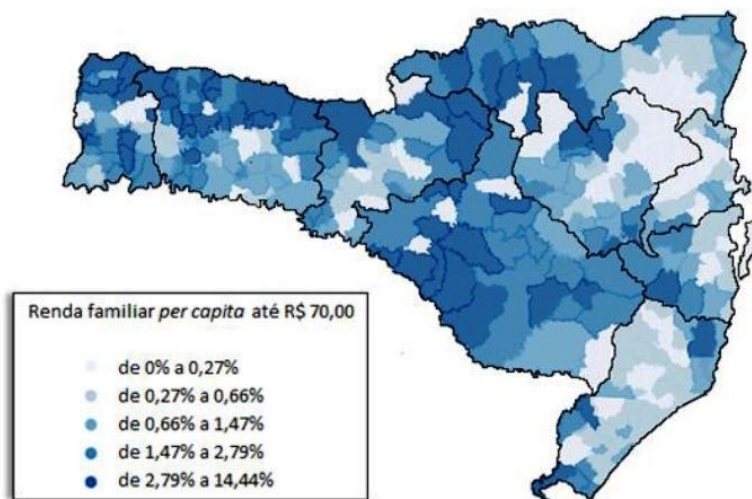 Renda familiar per capita até R$ 70,00
de 0% a 0,27%
de 0,27% a 0,66%
de 0,66% a 1,47%
de 1,47% a 2,79%
de 2,79% a 14,44%